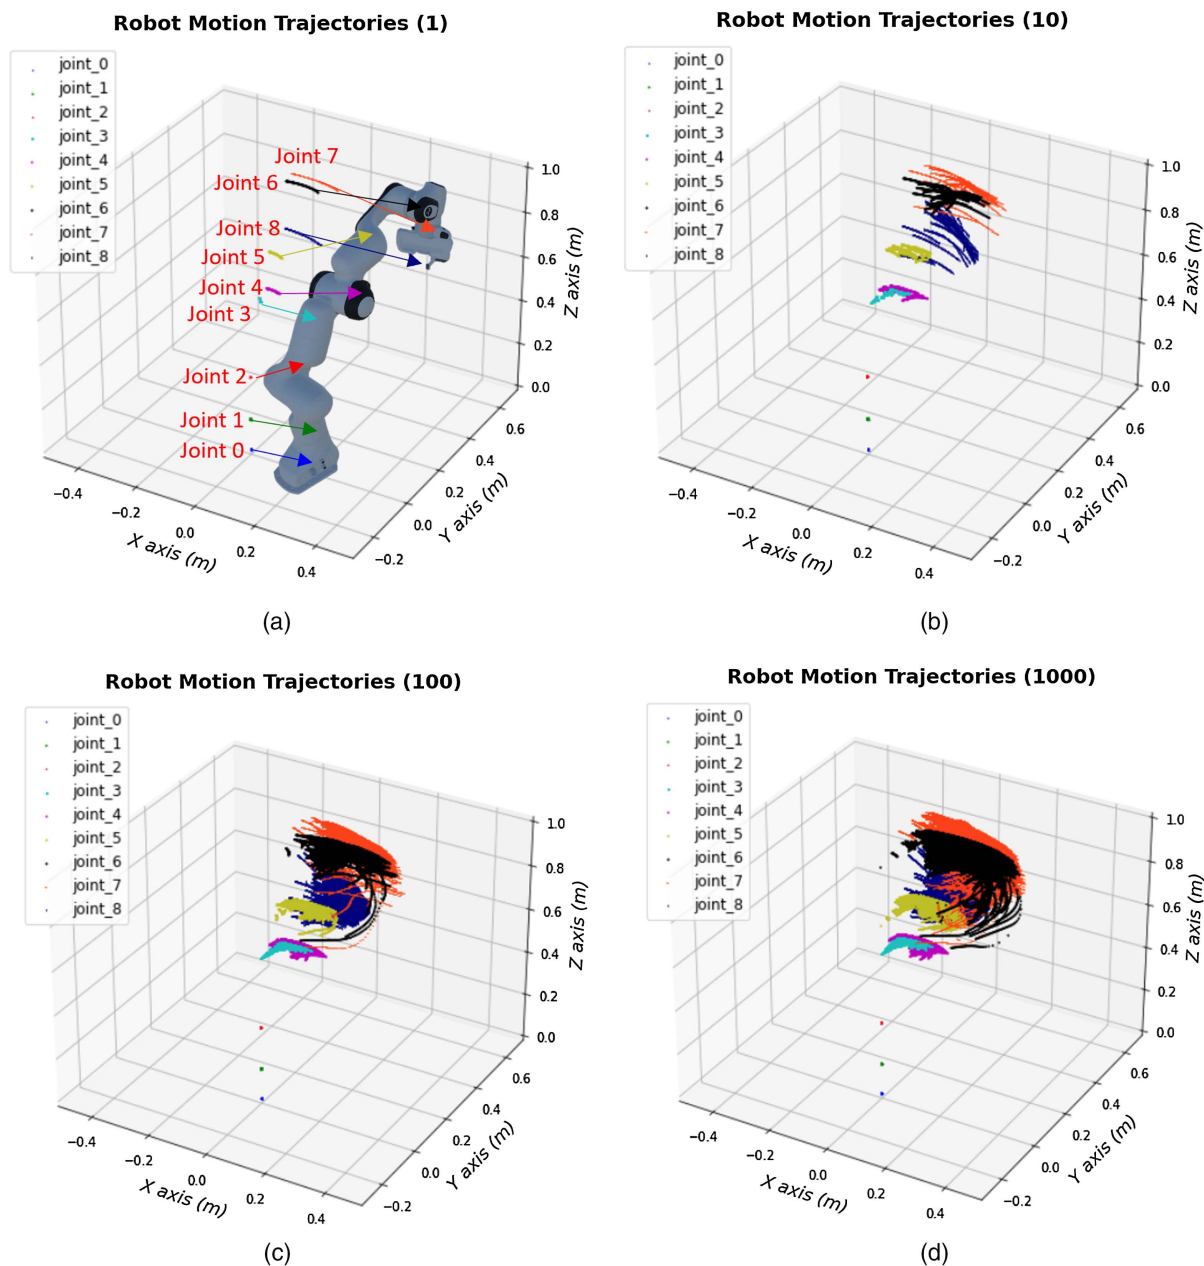 Robot Motion Trajectories (1)
joint_0
joint_1
joint_2
joint_3
joint_4
joint_5
joint_6
joint_7
joint_8
Joint 7
Joint 6
Joint 8
Joint 5
Joint 4
Joint 3
Joint 2
Joint 1
Joint 0
1.0
0.8
0.6
0.4
0.2
0.0
Z axis (m)
0.6
0.4
0.2
0.0
−0.2
Y axis (m)
−0.4
−0.2
0.0
0.2
0.4
X axis (m)
(a)
Robot Motion Trajectories (10)
joint_0
joint_1
joint_2
joint_3
joint_4
joint_5
joint_6
joint_7
joint_8
1.0
0.8
0.6
0.4
0.2
0.0
Z axis (m)
0.6
0.4
0.2
0.0
−0.2
Y axis (m)
−0.4
−0.2
0.0
0.2
0.4
X axis (m)
(b)
Robot Motion Trajectories (100)
joint_0
joint_1
joint_2
joint_3
joint_4
joint_5
joint_6
joint_7
joint_8
1.0
0.8
0.6
0.4
0.2
0.0
Z axis (m)
0.6
0.4
0.2
0.0
−0.2
Y axis (m)
−0.4
−0.2
0.0
0.2
0.4
X axis (m)
(c)
Robot Motion Trajectories (1000)
joint_0
joint_1
joint_2
joint_3
joint_4
joint_5
joint_6
joint_7
joint_8
1.0
0.8
0.6
0.4
0.2
0.0
Z axis (m)
0.6
0.4
0.2
0.0
−0.2
Y axis (m)
−0.4
−0.2
0.0
0.2
0.4
X axis (m)
(d)